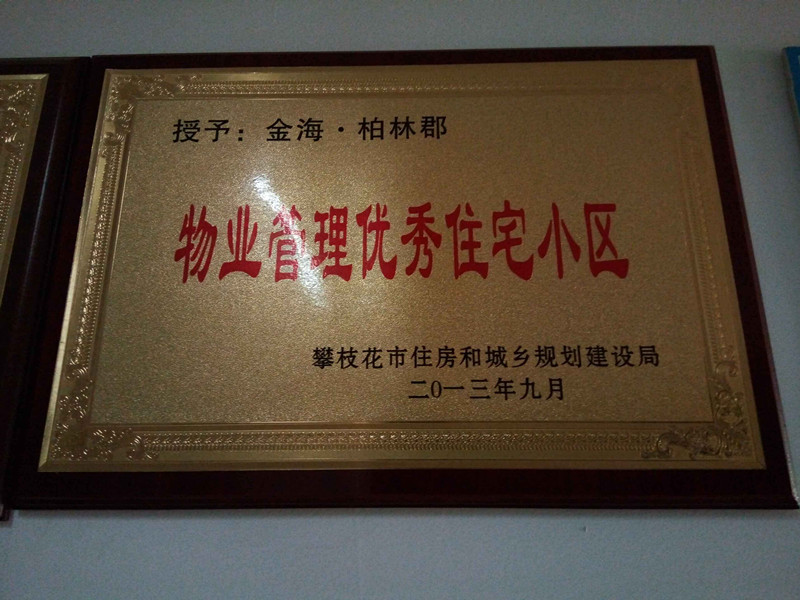 授予：金海·柏林郡
物业管理优秀住宅小区
攀枝花市住房和城乡规划建设局
二0一三年九月